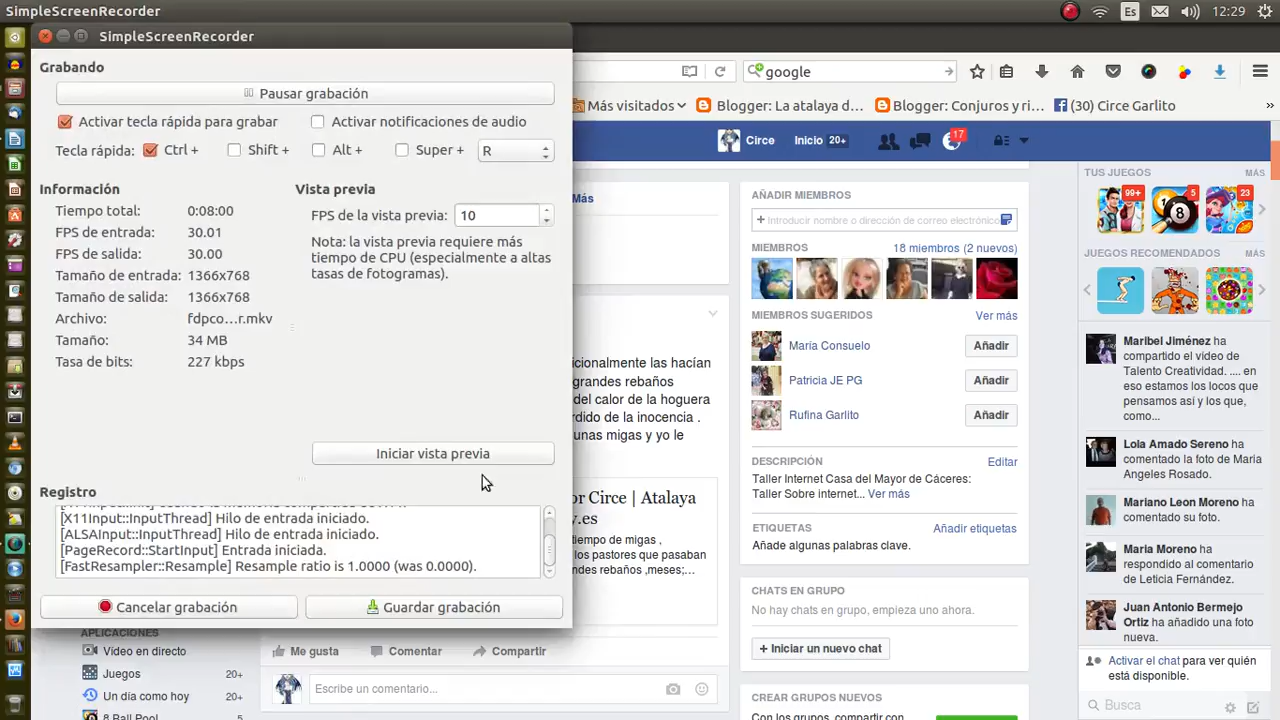 SimpleScreenRecorder
Es
12:29
SimpleScreenRecorder
Grabando
Pausar grabación
Activar tecla rápida para grabar
Activar notificaciones de audio
Tecla rápida:
Ctrl +
Shift +
Alt +
Super +
R
Información
Tiempo total: 0:08:00
FPS de entrada: 30.01
FPS de salida: 30.00
Tamaño de entrada: 1366x768
Tamaño de salida: 1366x768
Archivo: fdpco...r.mkv
Tamaño: 34 MB
Tasa de bits: 227 kbps
Vista previa
FPS de la vista previa: 10
Nota: la vista previa requiere más
tiempo de CPU (especialmente a altas
tasas de fotogramas).
Iniciar vista previa
Registro
[X11Input::InputThread] Hilo de entrada iniciado.
[ALSAInput::InputThread] Hilo de entrada iniciado.
[PageRecord::StartInput] Entrada iniciada.
[FastResampler::Resample] Resample ratio is 1.0000 (was 0.0000).
Cancelar grabación
Guardar grabación
google
Más visitados
Blogger: La atalaya d...
Blogger: Conjuros y ri...
(30) Circe Garlito
Circe
Inicio 20+
17
Más
icionalmente las hacían
grandes rebaños
del calor de la hoguera
rdido de la inocencia .
unas migas y yo le
or Circe | Atalaya
y.es
tiempo de migas ,
los pastores que pasaban
des rebaños ,meses;...
APLICACIONES
Vídeo en directo
Juegos 20+
Un día como hoy 20+
8 Ball Pool 5
Me gusta
Comentar
Compartir
Escribe un comentario...
AÑADIR MIEMBROS
+ Introducir nombre o dirección de correo electrónico
MIEMBROS
18 miembros (2 nuevos)
MIEMBROS SUGERIDOS
Ver más
María Consuelo
Añadir
Patricia JE PG
Añadir
Rufina Garlito
Añadir
DESCRIPCIÓN
Editar
Taller Internet Casa del Mayor de Cáceres:
Taller Sobre internet... Ver más
ETIQUETAS
Añadir etiquetas
Añade algunas palabras clave.
CHATS EN GRUPO
No hay chats en grupo, empieza uno ahora.
+ Iniciar un nuevo chat
CREAR GRUPOS NUEVOS
Con los grupos, compartir con
TUS JUEGOS
MÁS
99+
5
23
8
JUEGOS RECOMENDADOS
MÁS
Maribel Jiménez ha
compartido el video de
Talento Creatividad. .... en
eso estamos los locos que
pensamos así y los que,
como...
Lola Amado Sereno ha
comentado la foto de Maria
Angeles Rosado.
Mariano Leon Moreno ha
comentado su foto.
Maria Moreno ha
respondido al comentario
de Leticia Fernández.
Juan Antonio Bermejo
Ortiz ha añadido una foto
nueva.
Activar el chat para ver quién
está disponible.
Busca